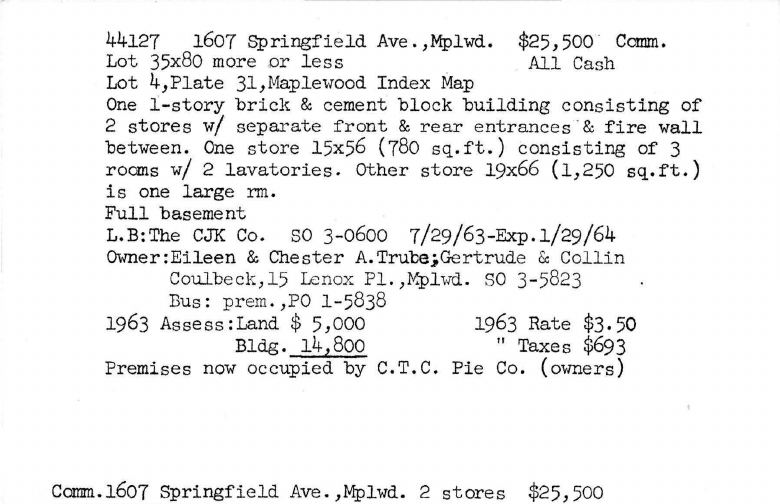 44127 1607 Springfield Ave.,Mplwd. $25,500 Comm.
Lot 35x80 more or less All Cash
Lot 4,Plate 31,Maplewood Index Map
One 1-story brick & cement block building consisting of
2 stores w/ separate front & rear entrances & fire wall
between. One store 15x56 (780 sq.ft.) consisting of 3
rooms w/ 2 lavatories. Other store 19x66 (1,250 sq.ft.)
is one large rm.
Full basement
L.B:The CJK Co. SO 3-0600 7/29/63-Exp.1/29/64
Owner:Eileen & Chester A.Trube;Gertrude & Collin
Coulbeck,15 Lenox Pl.,Mplwd. SO 3-5823
Bus: prem.,PO 1-5838
1963 Assess:Land $ 5,000 1963 Rate $3.50
Bldg. 14,800 " Taxes $693
Premises now occupied by C.T.C. Pie Co. (owners)
Comm.1607 Springfield Ave.,Mplwd. 2 stores $25,500